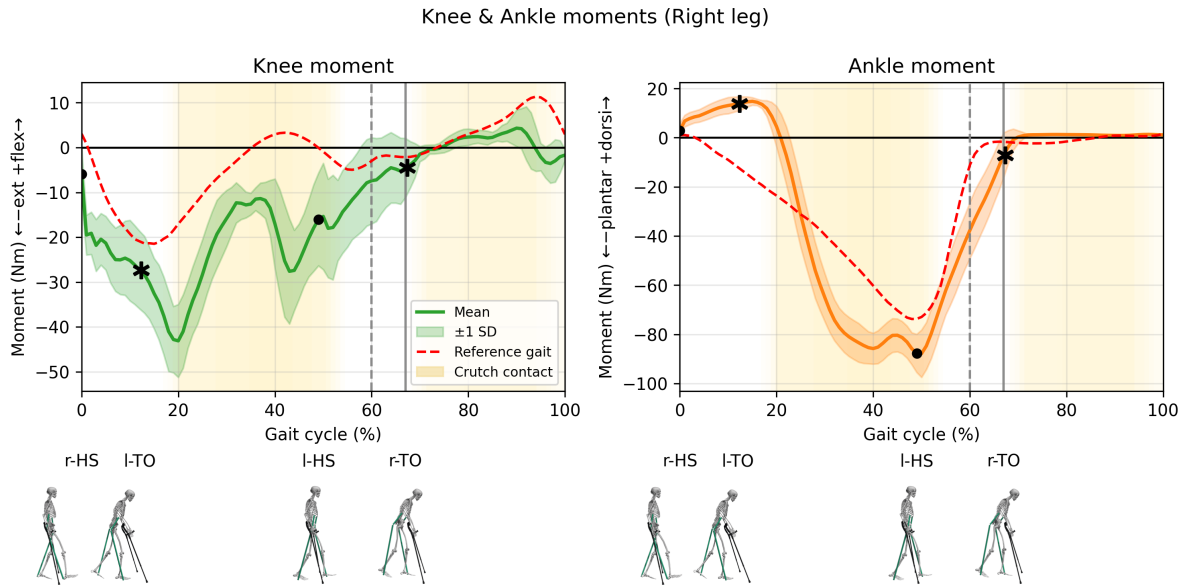 Knee & Ankle moments (Right leg)
Knee moment
Moment (Nm) ←−ext +flex→
10
0
−10
−20
−30
−40
−50
0 20 40 60 80 100
Gait cycle (%)
Mean
±1 SD
Reference gait
Crutch contact
r-HS l-TO l-HS r-TO
Ankle moment
Moment (Nm) ←−plantar +dorsi→
20
0
−20
−40
−60
−80
−100
0 20 40 60 80 100
Gait cycle (%)
r-HS l-TO l-HS r-TO